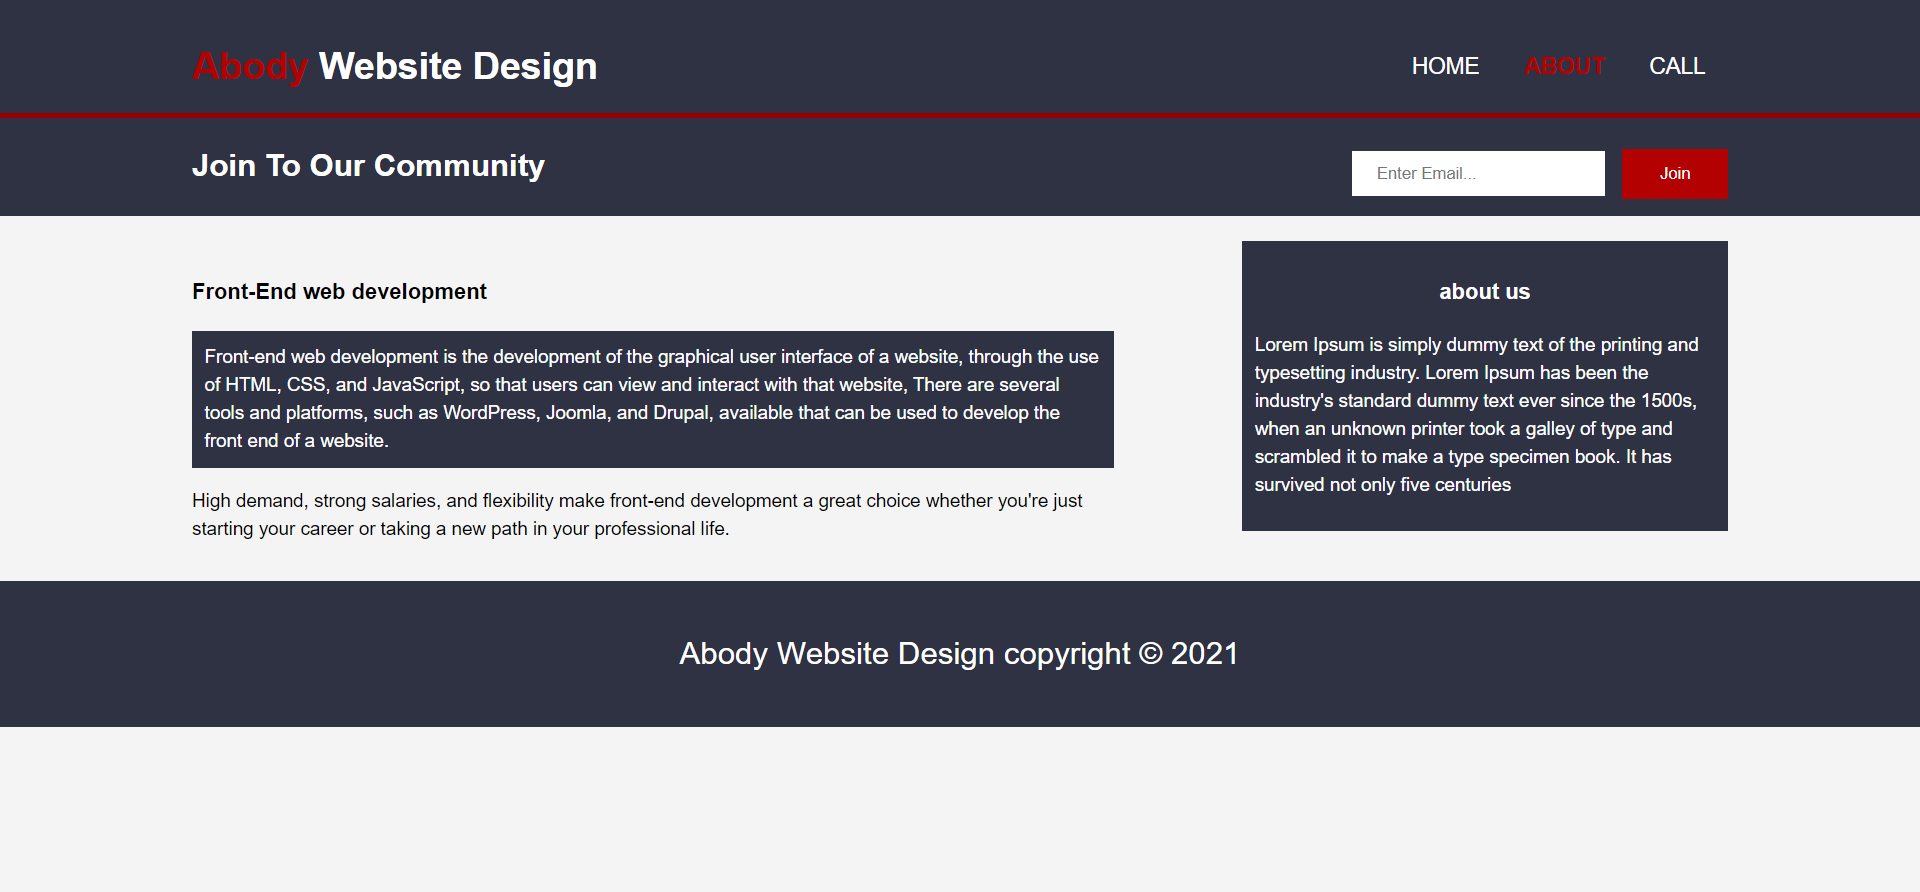 Abody Website Design
HOME ABOUT CALL
Join To Our Community
Enter Email...
Join
Front-End web development
Front-end web development is the development of the graphical user interface of a website, through the use
of HTML, CSS, and JavaScript, so that users can view and interact with that website, There are several
tools and platforms, such as WordPress, Joomla, and Drupal, available that can be used to develop the
front end of a website.
High demand, strong salaries, and flexibility make front-end development a great choice whether you're just
starting your career or taking a new path in your professional life.
about us
Lorem Ipsum is simply dummy text of the printing and
typesetting industry. Lorem Ipsum has been the
industry's standard dummy text ever since the 1500s,
when an unknown printer took a galley of type and
scrambled it to make a type specimen book. It has
survived not only five centuries
Abody Website Design copyright © 2021